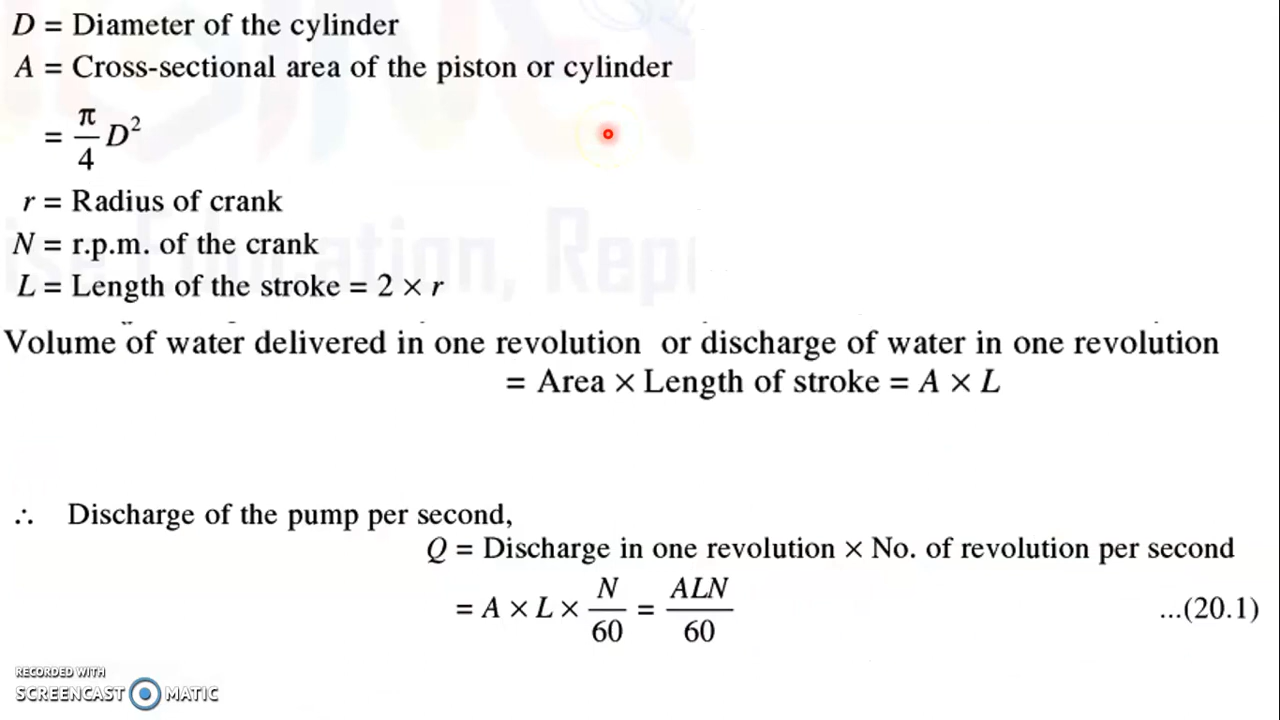 D = Diameter of the cylinder
A = Cross-sectional area of the piston or cylinder
= π/4 D²
r = Radius of crank
N = r.p.m. of the crank
L = Length of the stroke = 2 × r
Volume of water delivered in one revolution or discharge of water in one revolution
= Area × Length of stroke = A × L
∴ Discharge of the pump per second,
Q = Discharge in one revolution × No. of revolution per second
= A × L × N/60 = ALN/60 ...(20.1)
RECORDED WITH
SCREENCAST MATIC